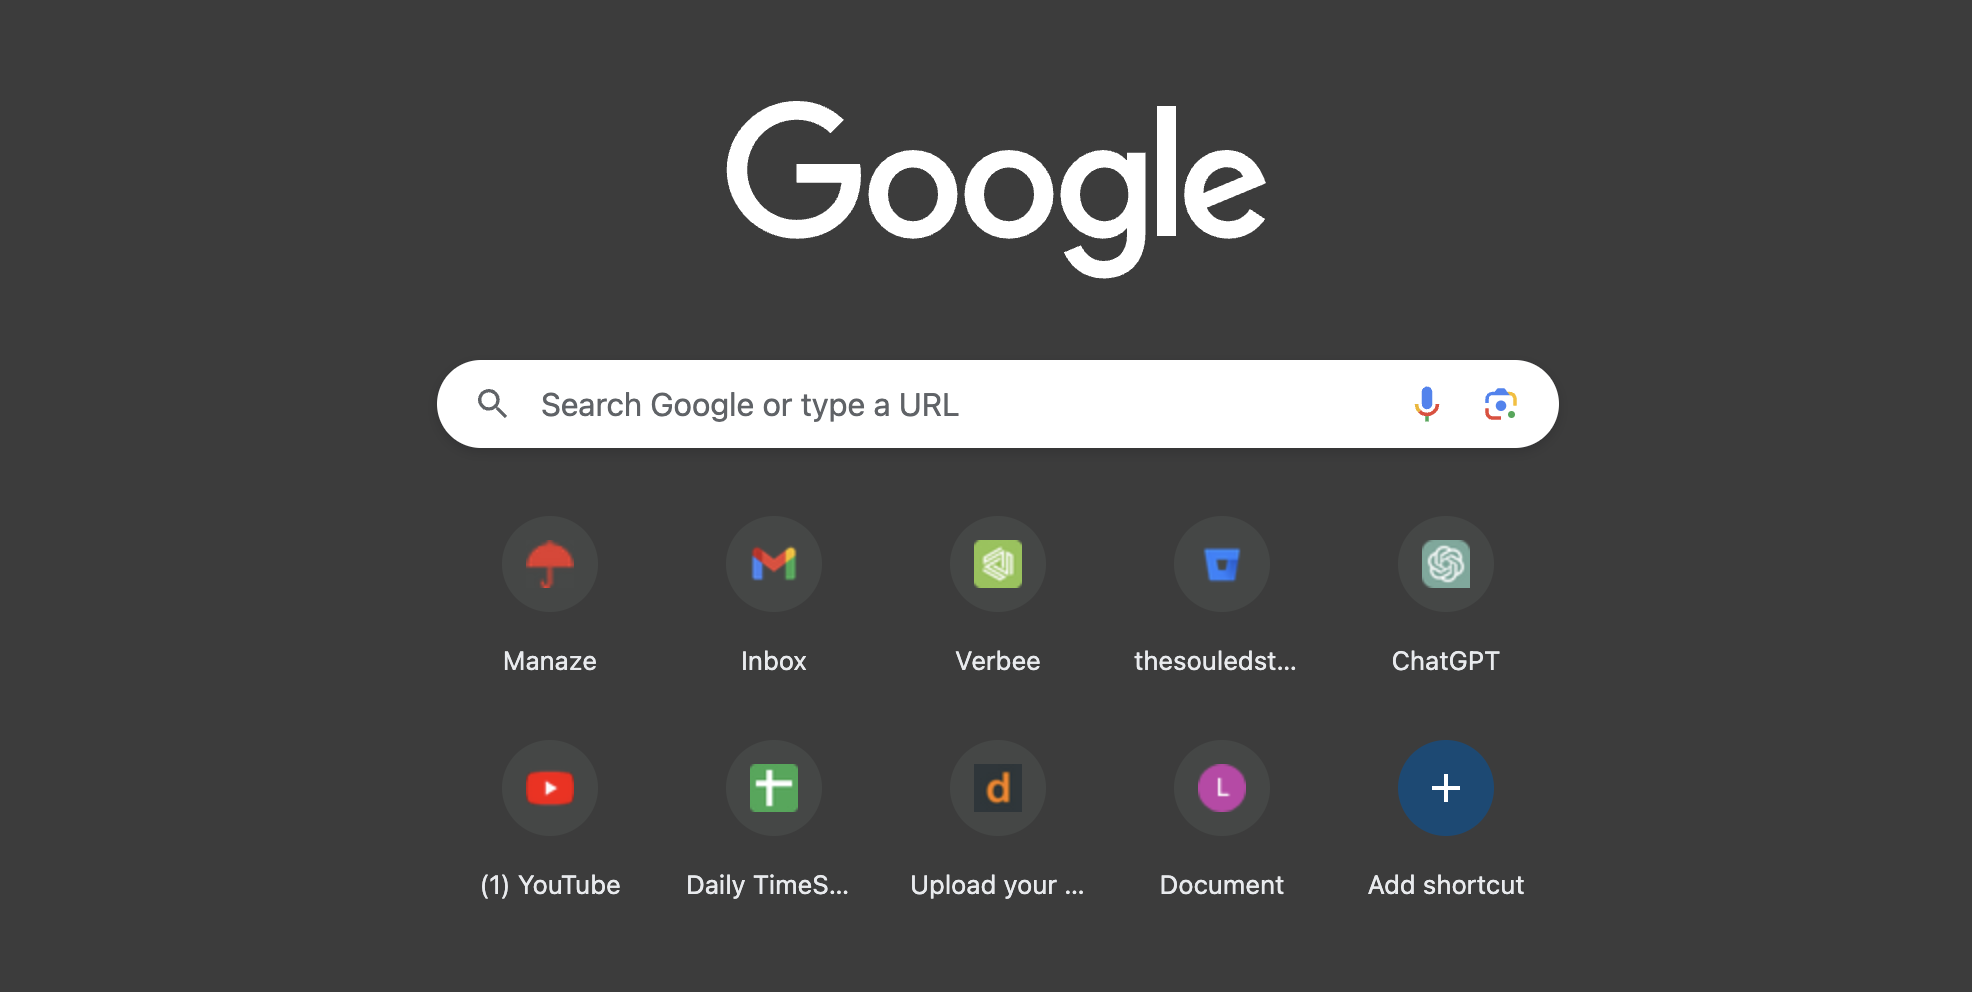 Google
Search Google or type a URL
Manaze
Inbox
Verbee
thesouledst...
ChatGPT
(1) YouTube
Daily TimeS...
d
Upload your ...
L
Document
Add shortcut